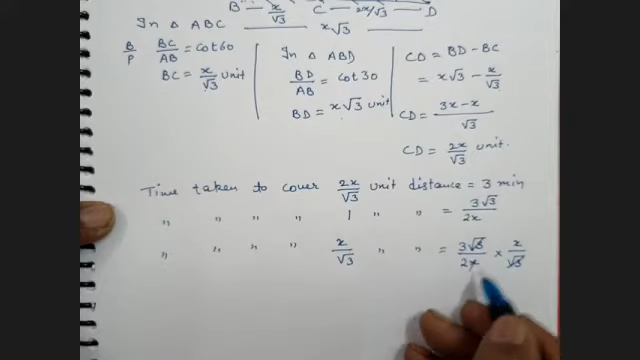 B — x/√3 C — 2x/√3 — D
In △ ABC x√3
B/P BC/AB = cot 60
BC = x/√3 unit
In △ ABD
BD/AB = cot 30
BD = x√3 unit
CD = BD - BC
= x√3 - x/√3
CD = 3x-x/√3
CD = 2x/√3 unit.
Time taken to cover 2x/√3 unit distance = 3 min
" " " " 1 " " = 3√3/2x
" " " " x/√3 " " = 3√3/2x × x/√3